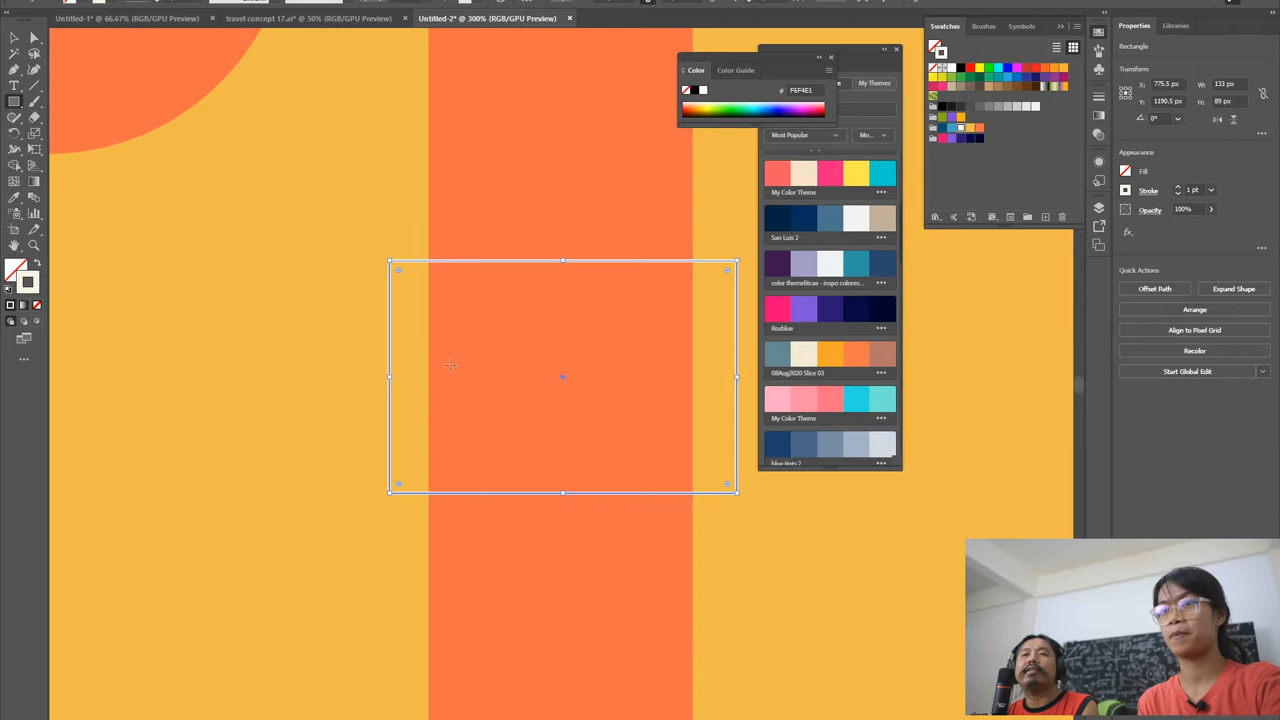 Untitled-1* @ 66.67% (RGB/GPU Preview) ×
travel concept 17.ai* @ 50% (RGB/GPU Preview) ×
Untitled-2* @ 300% (RGB/GPU Preview) ×
Color
Color Guide
# F6F4E1
My Themes
Most Popular
Mo...
My Color Theme
San Luis 2
color themelitcae - inspo colores...
Rosblue
08Aug2020 Slice 03
My Color Theme
blue tints 2
Swatches
Brushes
Symbols
Properties
Libraries
Rectangle
Transform
X: 775.5 px
W: 133 px
Y: 1190.5 px
H: 89 px
0°
Appearance
Fill
Stroke
1 pt
Opacity
100%
fx.
Quick Actions
Offset Path
Expand Shape
Arrange
Align to Pixel Grid
Recolor
Start Global Edit